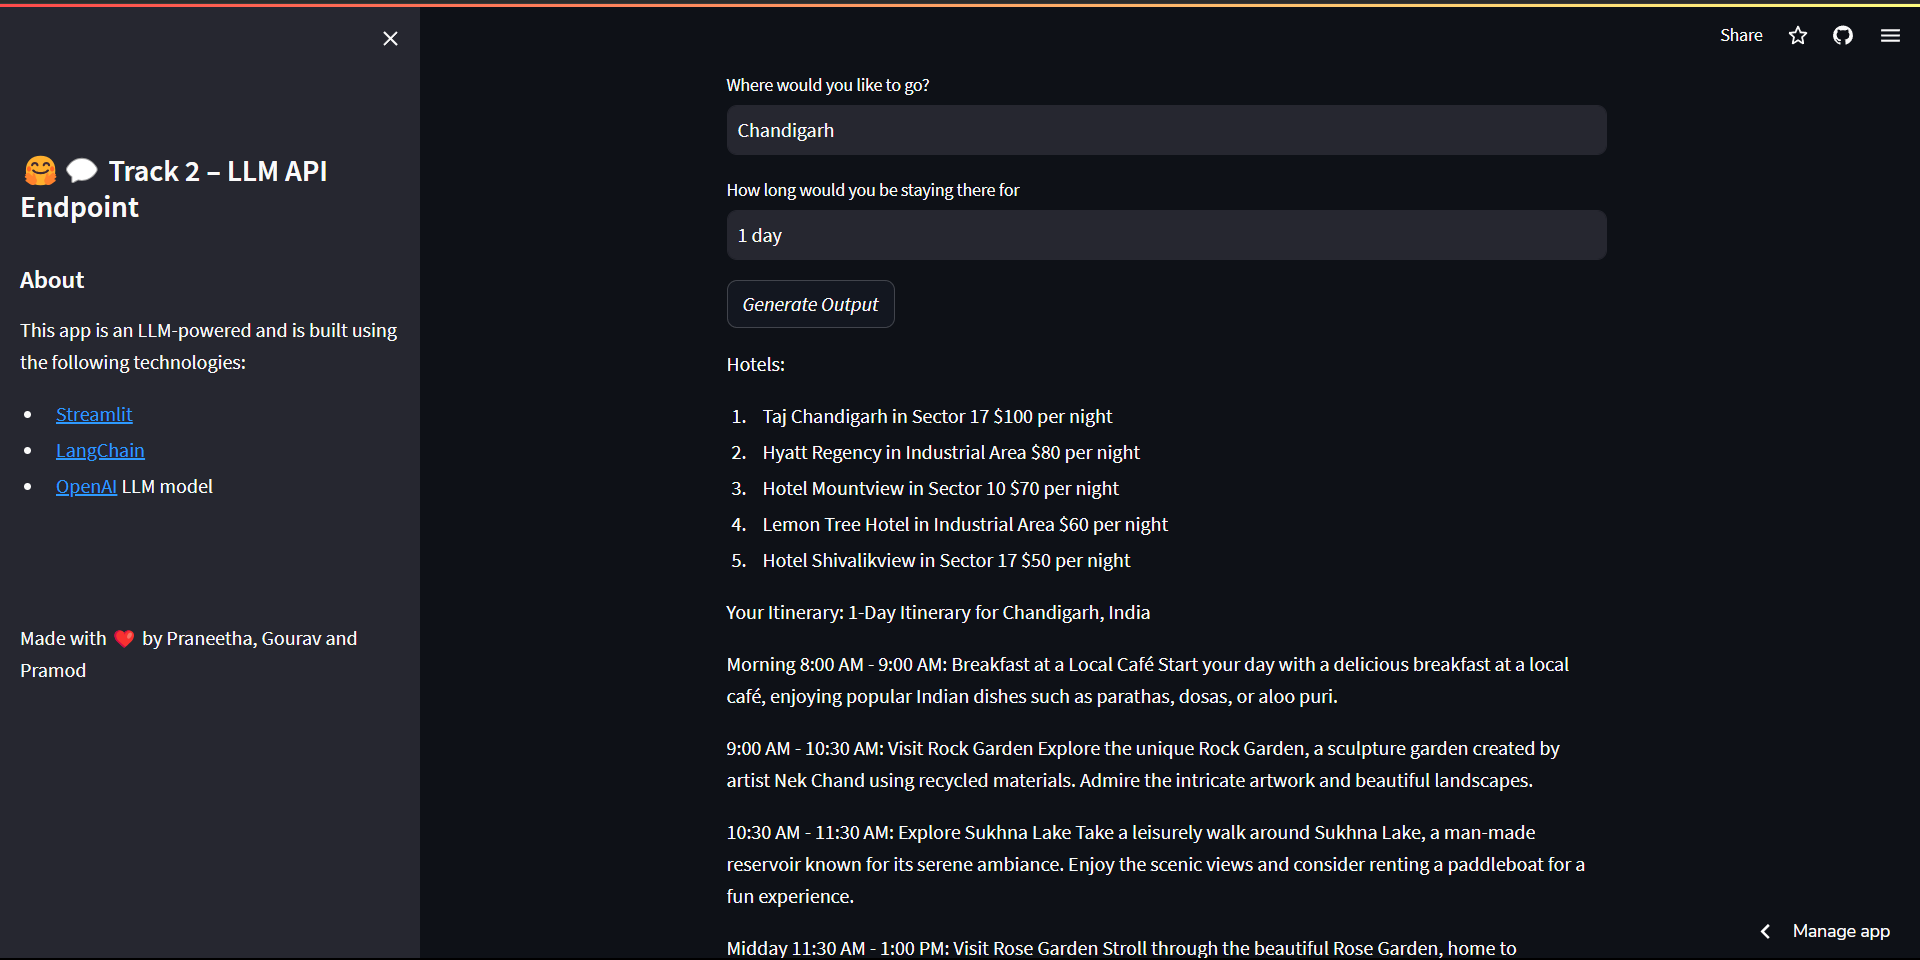 Share
🤗💬 Track 2 – LLM API
Endpoint
About
This app is an LLM-powered and is built using
the following technologies:
• Streamlit
• LangChain
• OpenAI LLM model
Made with ❤️ by Praneetha, Gourav and
Pramod
Where would you like to go?
Chandigarh
How long would you be staying there for
1 day
Generate Output
Hotels:
1. Taj Chandigarh in Sector 17 $100 per night
2. Hyatt Regency in Industrial Area $80 per night
3. Hotel Mountview in Sector 10 $70 per night
4. Lemon Tree Hotel in Industrial Area $60 per night
5. Hotel Shivalikview in Sector 17 $50 per night
Your Itinerary: 1-Day Itinerary for Chandigarh, India
Morning 8:00 AM - 9:00 AM: Breakfast at a Local Café Start your day with a delicious breakfast at a local
café, enjoying popular Indian dishes such as parathas, dosas, or aloo puri.
9:00 AM - 10:30 AM: Visit Rock Garden Explore the unique Rock Garden, a sculpture garden created by
artist Nek Chand using recycled materials. Admire the intricate artwork and beautiful landscapes.
10:30 AM - 11:30 AM: Explore Sukhna Lake Take a leisurely walk around Sukhna Lake, a man-made
reservoir known for its serene ambiance. Enjoy the scenic views and consider renting a paddleboat for a
fun experience.
Midday 11:30 AM - 1:00 PM: Visit Rose Garden Stroll through the beautiful Rose Garden, home to
Manage app